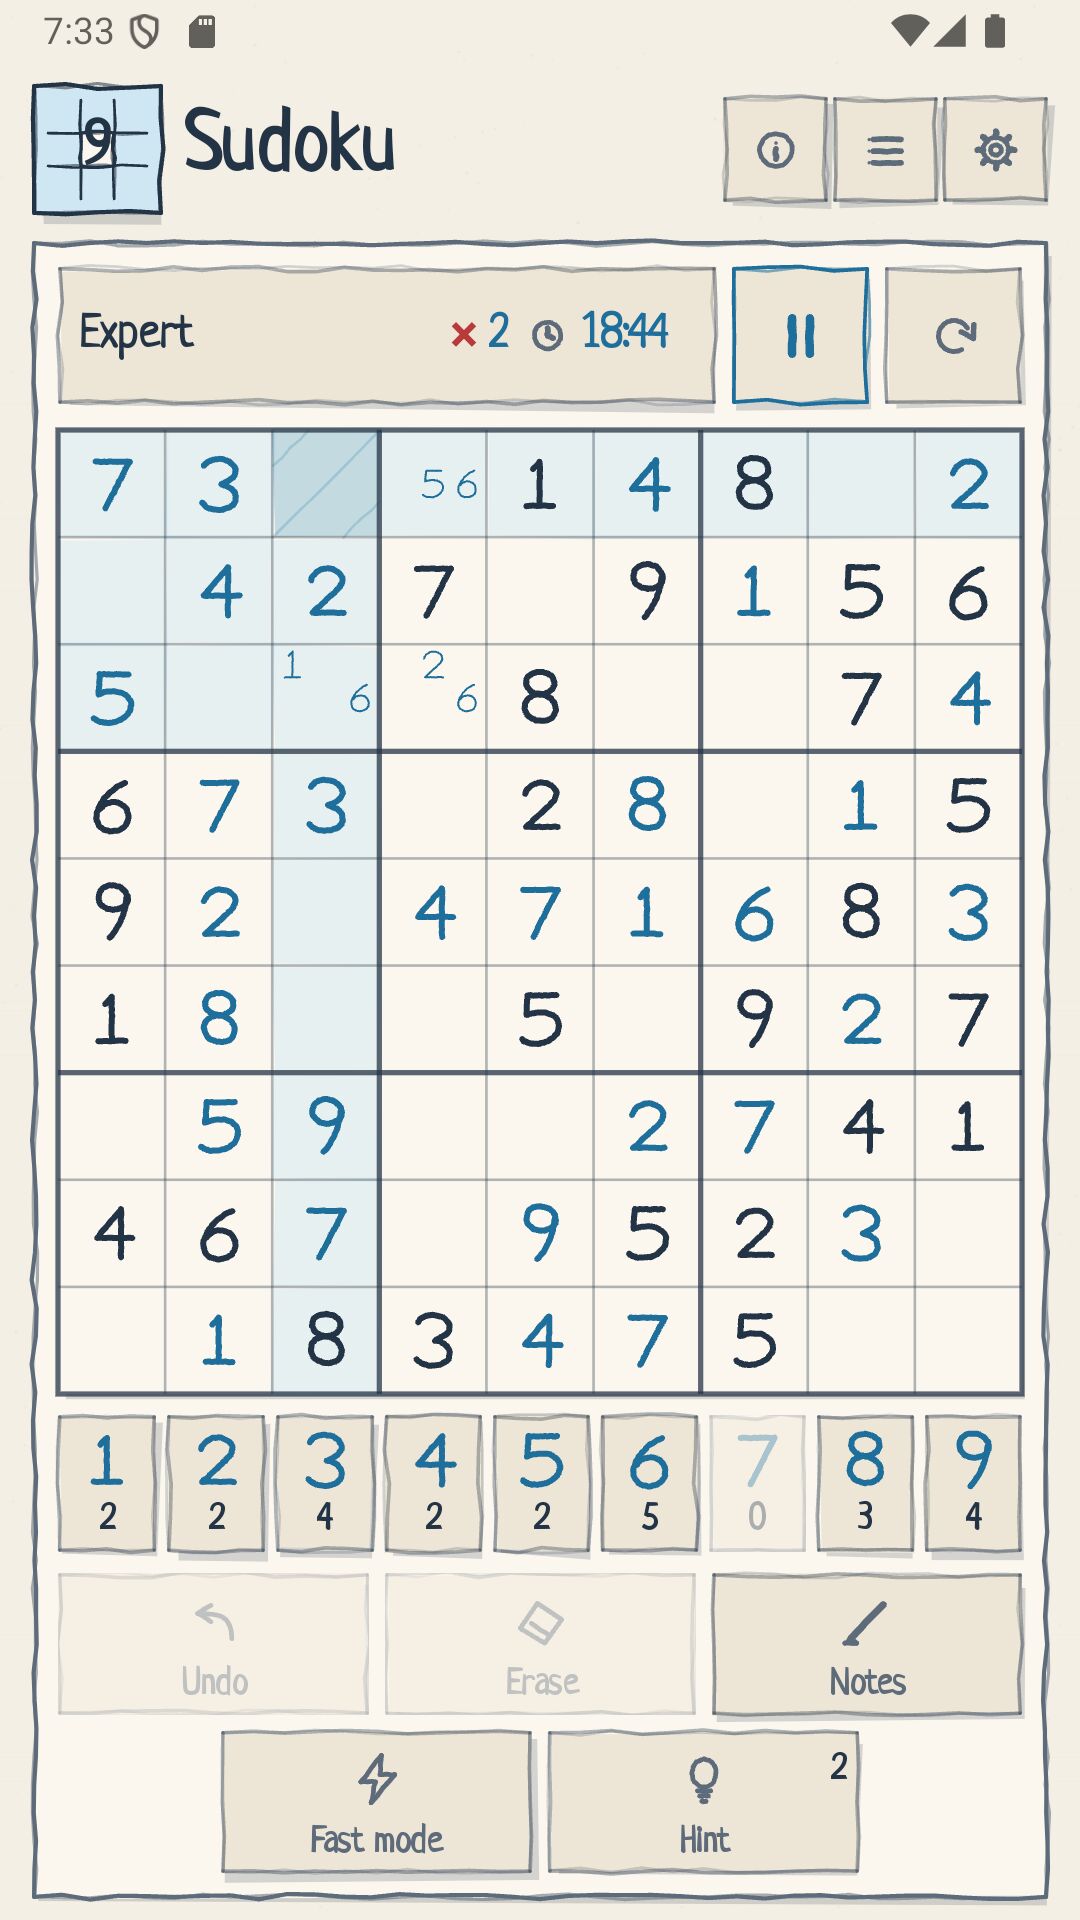 7:33
9 Sudoku
Expert 2 18:44
7 3 5 6 1 4 8 2
4 2 7 9 1 5 6
5 1 6 2 6 8 7 4
6 7 3 2 8 1 5
9 2 4 7 1 6 8 3
1 8 5 9 2 7
5 9 2 7 4 1
4 6 7 9 5 2 3
1 8 3 4 7 5
1 2 3 4 5 6 7 8 9
2 2 4 2 2 5 0 3 4
Undo Erase Notes
2
Fast mode Hint